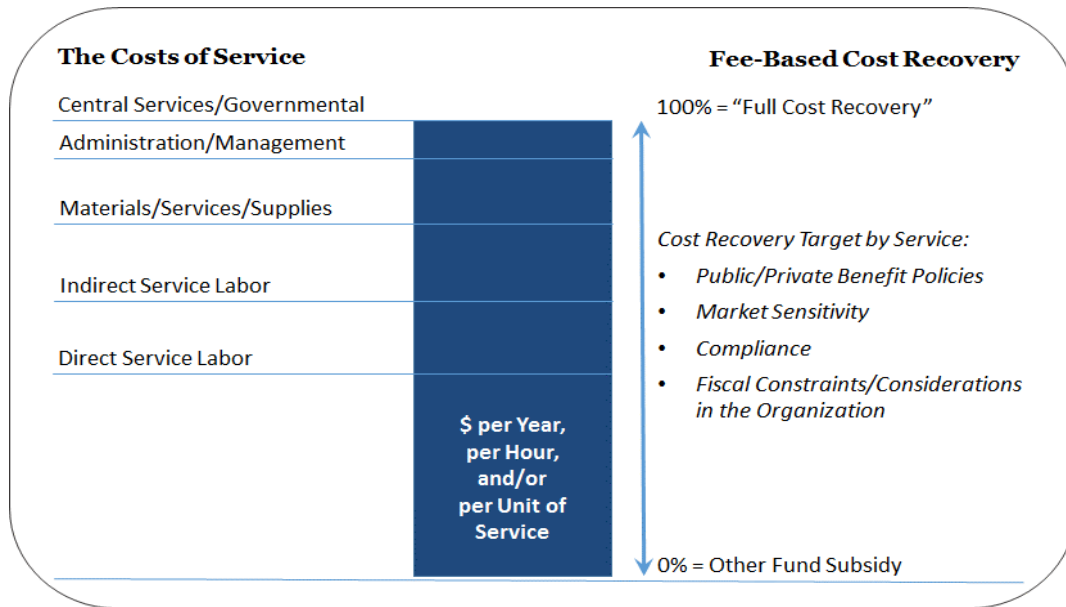 The Costs of Service
Central Services/Governmental
Administration/Management
Materials/Services/Supplies
Indirect Service Labor
Direct Service Labor
$ per Year,
per Hour,
and/or
per Unit of
Service
Fee-Based Cost Recovery
100% = “Full Cost Recovery”
Cost Recovery Target by Service:
• Public/Private Benefit Policies
• Market Sensitivity
• Compliance
• Fiscal Constraints/Considerations
in the Organization
0% = Other Fund Subsidy